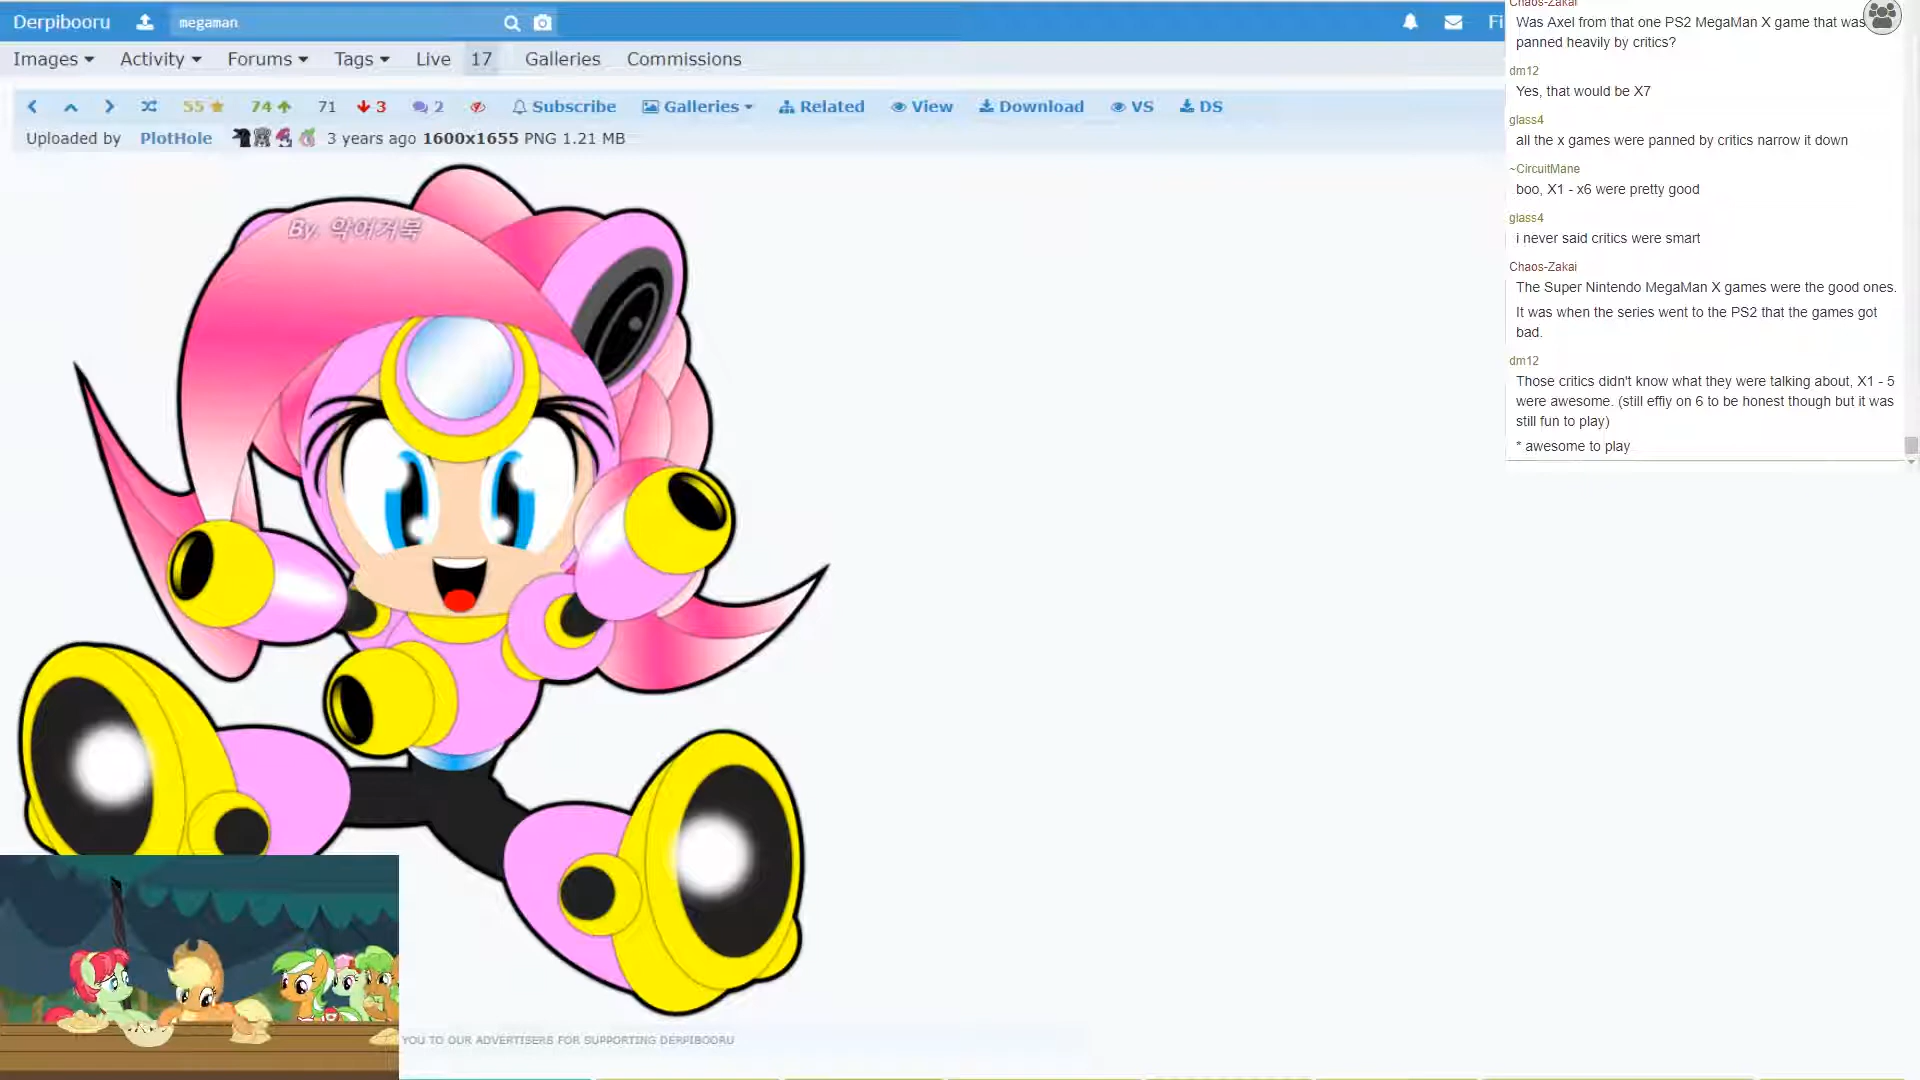 Derpibooru megaman Fi
Images Activity Forums Tags Live 17 Galleries Commissions
55 74 71 3 2 Subscribe Galleries Related View Download VS DS
Uploaded by PlotHole 3 years ago 1600x1655 PNG 1.21 MB
By. 악어거북
YOU TO OUR ADVERTISERS FOR SUPPORTING DERPIBOORU
Chaos-Zakai
Was Axel from that one PS2 MegaMan X game that was
panned heavily by critics?
dm12
Yes, that would be X7
glass4
all the x games were panned by critics narrow it down
~CircuitMane
boo, X1 - x6 were pretty good
glass4
i never said critics were smart
Chaos-Zakai
The Super Nintendo MegaMan X games were the good ones.
It was when the series went to the PS2 that the games got
bad.
dm12
Those critics didn't know what they were talking about, X1 - 5
were awesome. (still effiy on 6 to be honest though but it was
still fun to play)
* awesome to play